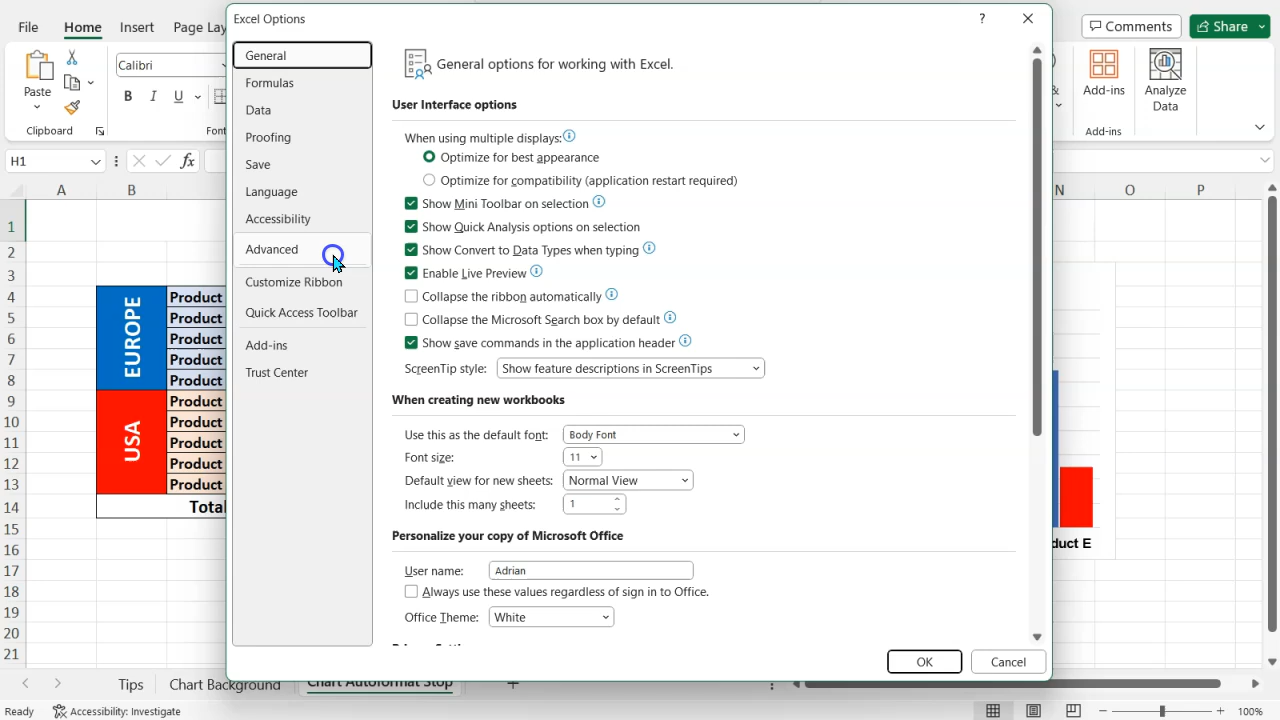 Excel Options
?
File Home Insert Page Lay
Comments Share
Calibri
Paste
B I U
Clipboard
Font
Add-ins
Analyze Data
Add-ins
H1
fx
A B N O P
1
2
3
4
5
6
7
8
9
10
11
12
13
14
15
16
17
18
19
20
21
EUROPE
USA
Product
Product
Product
Product
Product
Product
Product
Product
Product
Product
Total
duct E
General
Formulas
Data
Proofing
Save
Language
Accessibility
Advanced
Customize Ribbon
Quick Access Toolbar
Add-ins
Trust Center
General options for working with Excel.
User Interface options
When using multiple displays:
Optimize for best appearance
Optimize for compatibility (application restart required)
Show Mini Toolbar on selection
Show Quick Analysis options on selection
Show Convert to Data Types when typing
Enable Live Preview
Collapse the ribbon automatically
Collapse the Microsoft Search box by default
Show save commands in the application header
ScreenTip style: Show feature descriptions in ScreenTips
When creating new workbooks
Use this as the default font: Body Font
Font size: 11
Default view for new sheets: Normal View
Include this many sheets: 1
Personalize your copy of Microsoft Office
User name: Adrian
Always use these values regardless of sign in to Office.
Office Theme: White
OK Cancel
Tips Chart Background Chart Autoformat Stop
Ready Accessibility: Investigate
100%